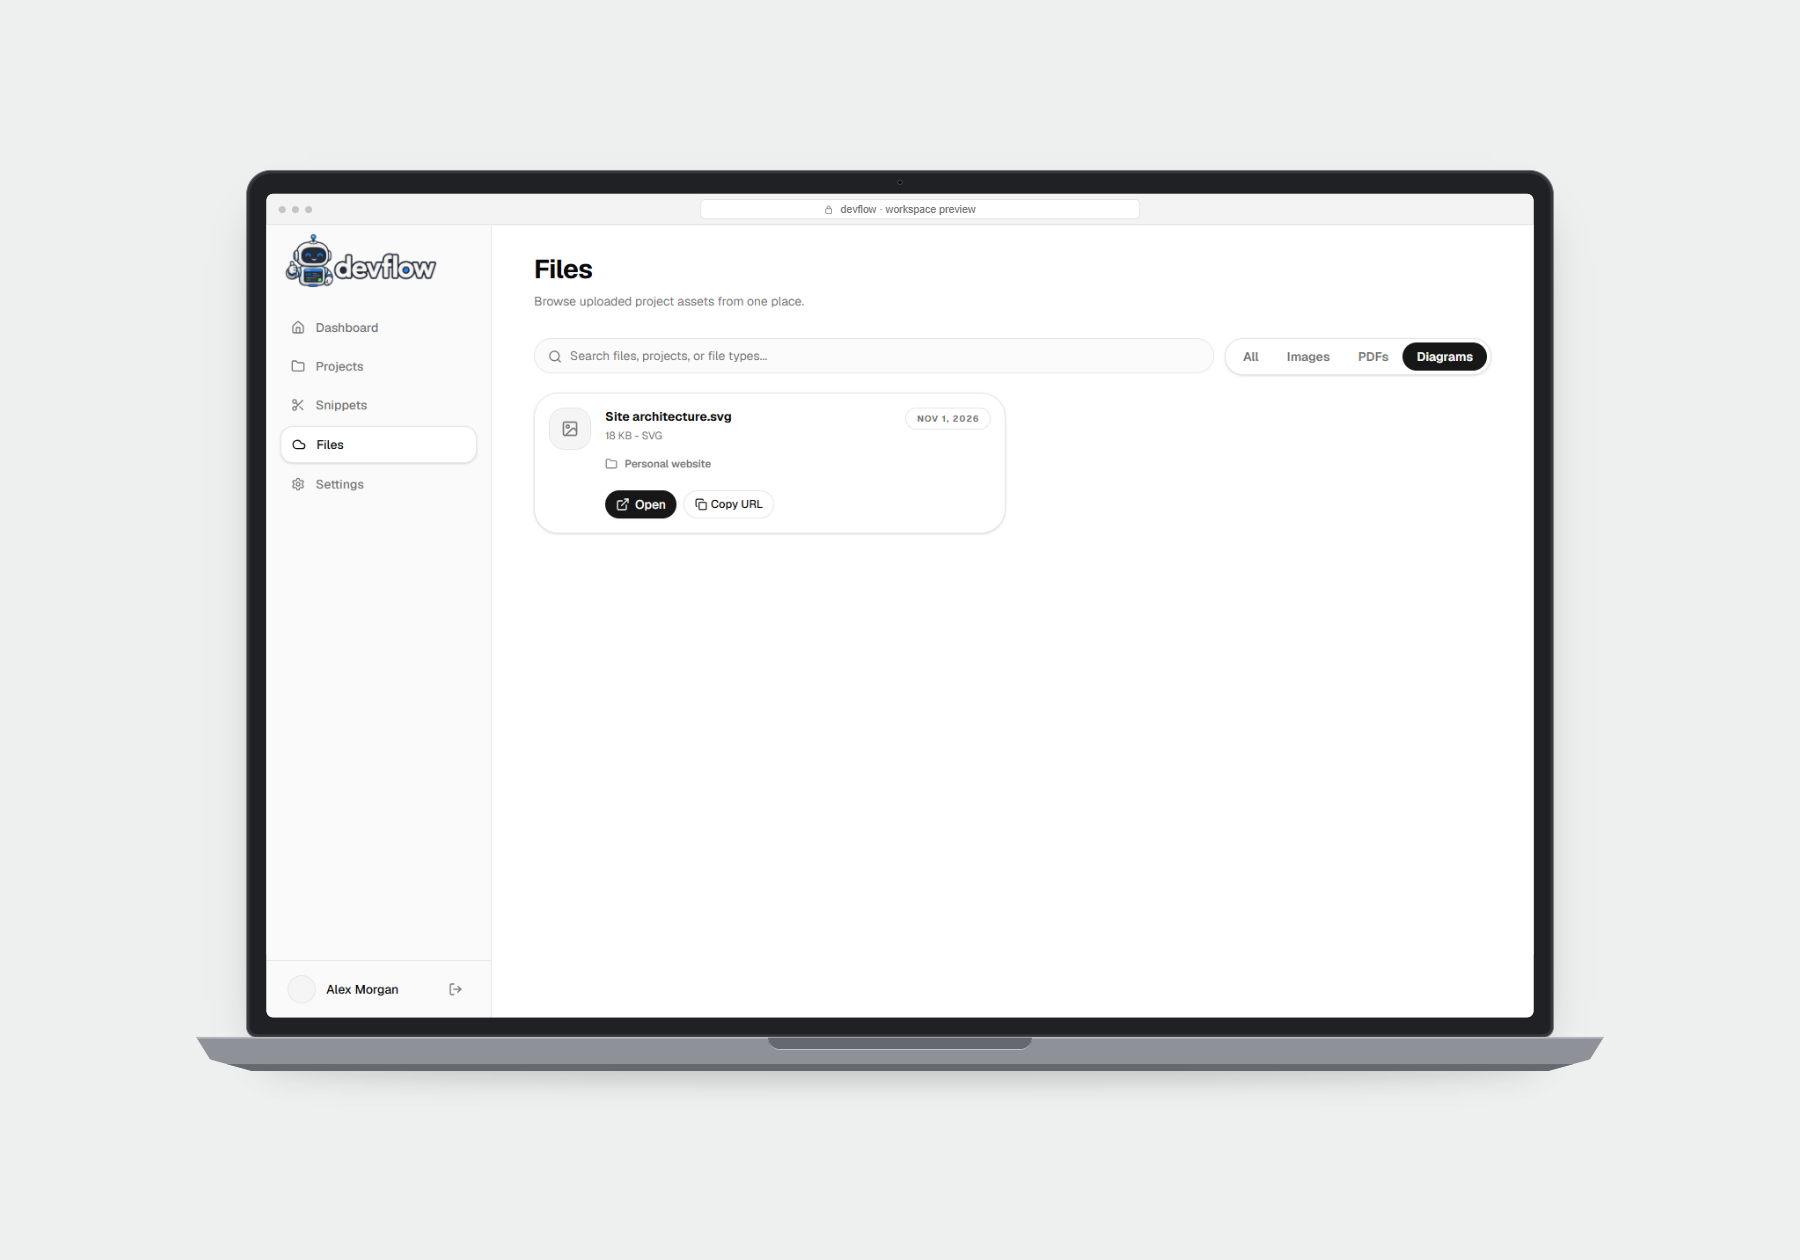 devflow · workspace preview
devflow
Dashboard
Projects
Snippets
Files
Settings
Alex Morgan
Files
Browse uploaded project assets from one place.
Search files, projects, or file types...
All Images PDFs Diagrams
Site architecture.svg
NOV 1, 2026
18 KB - SVG
Personal website
Open Copy URL